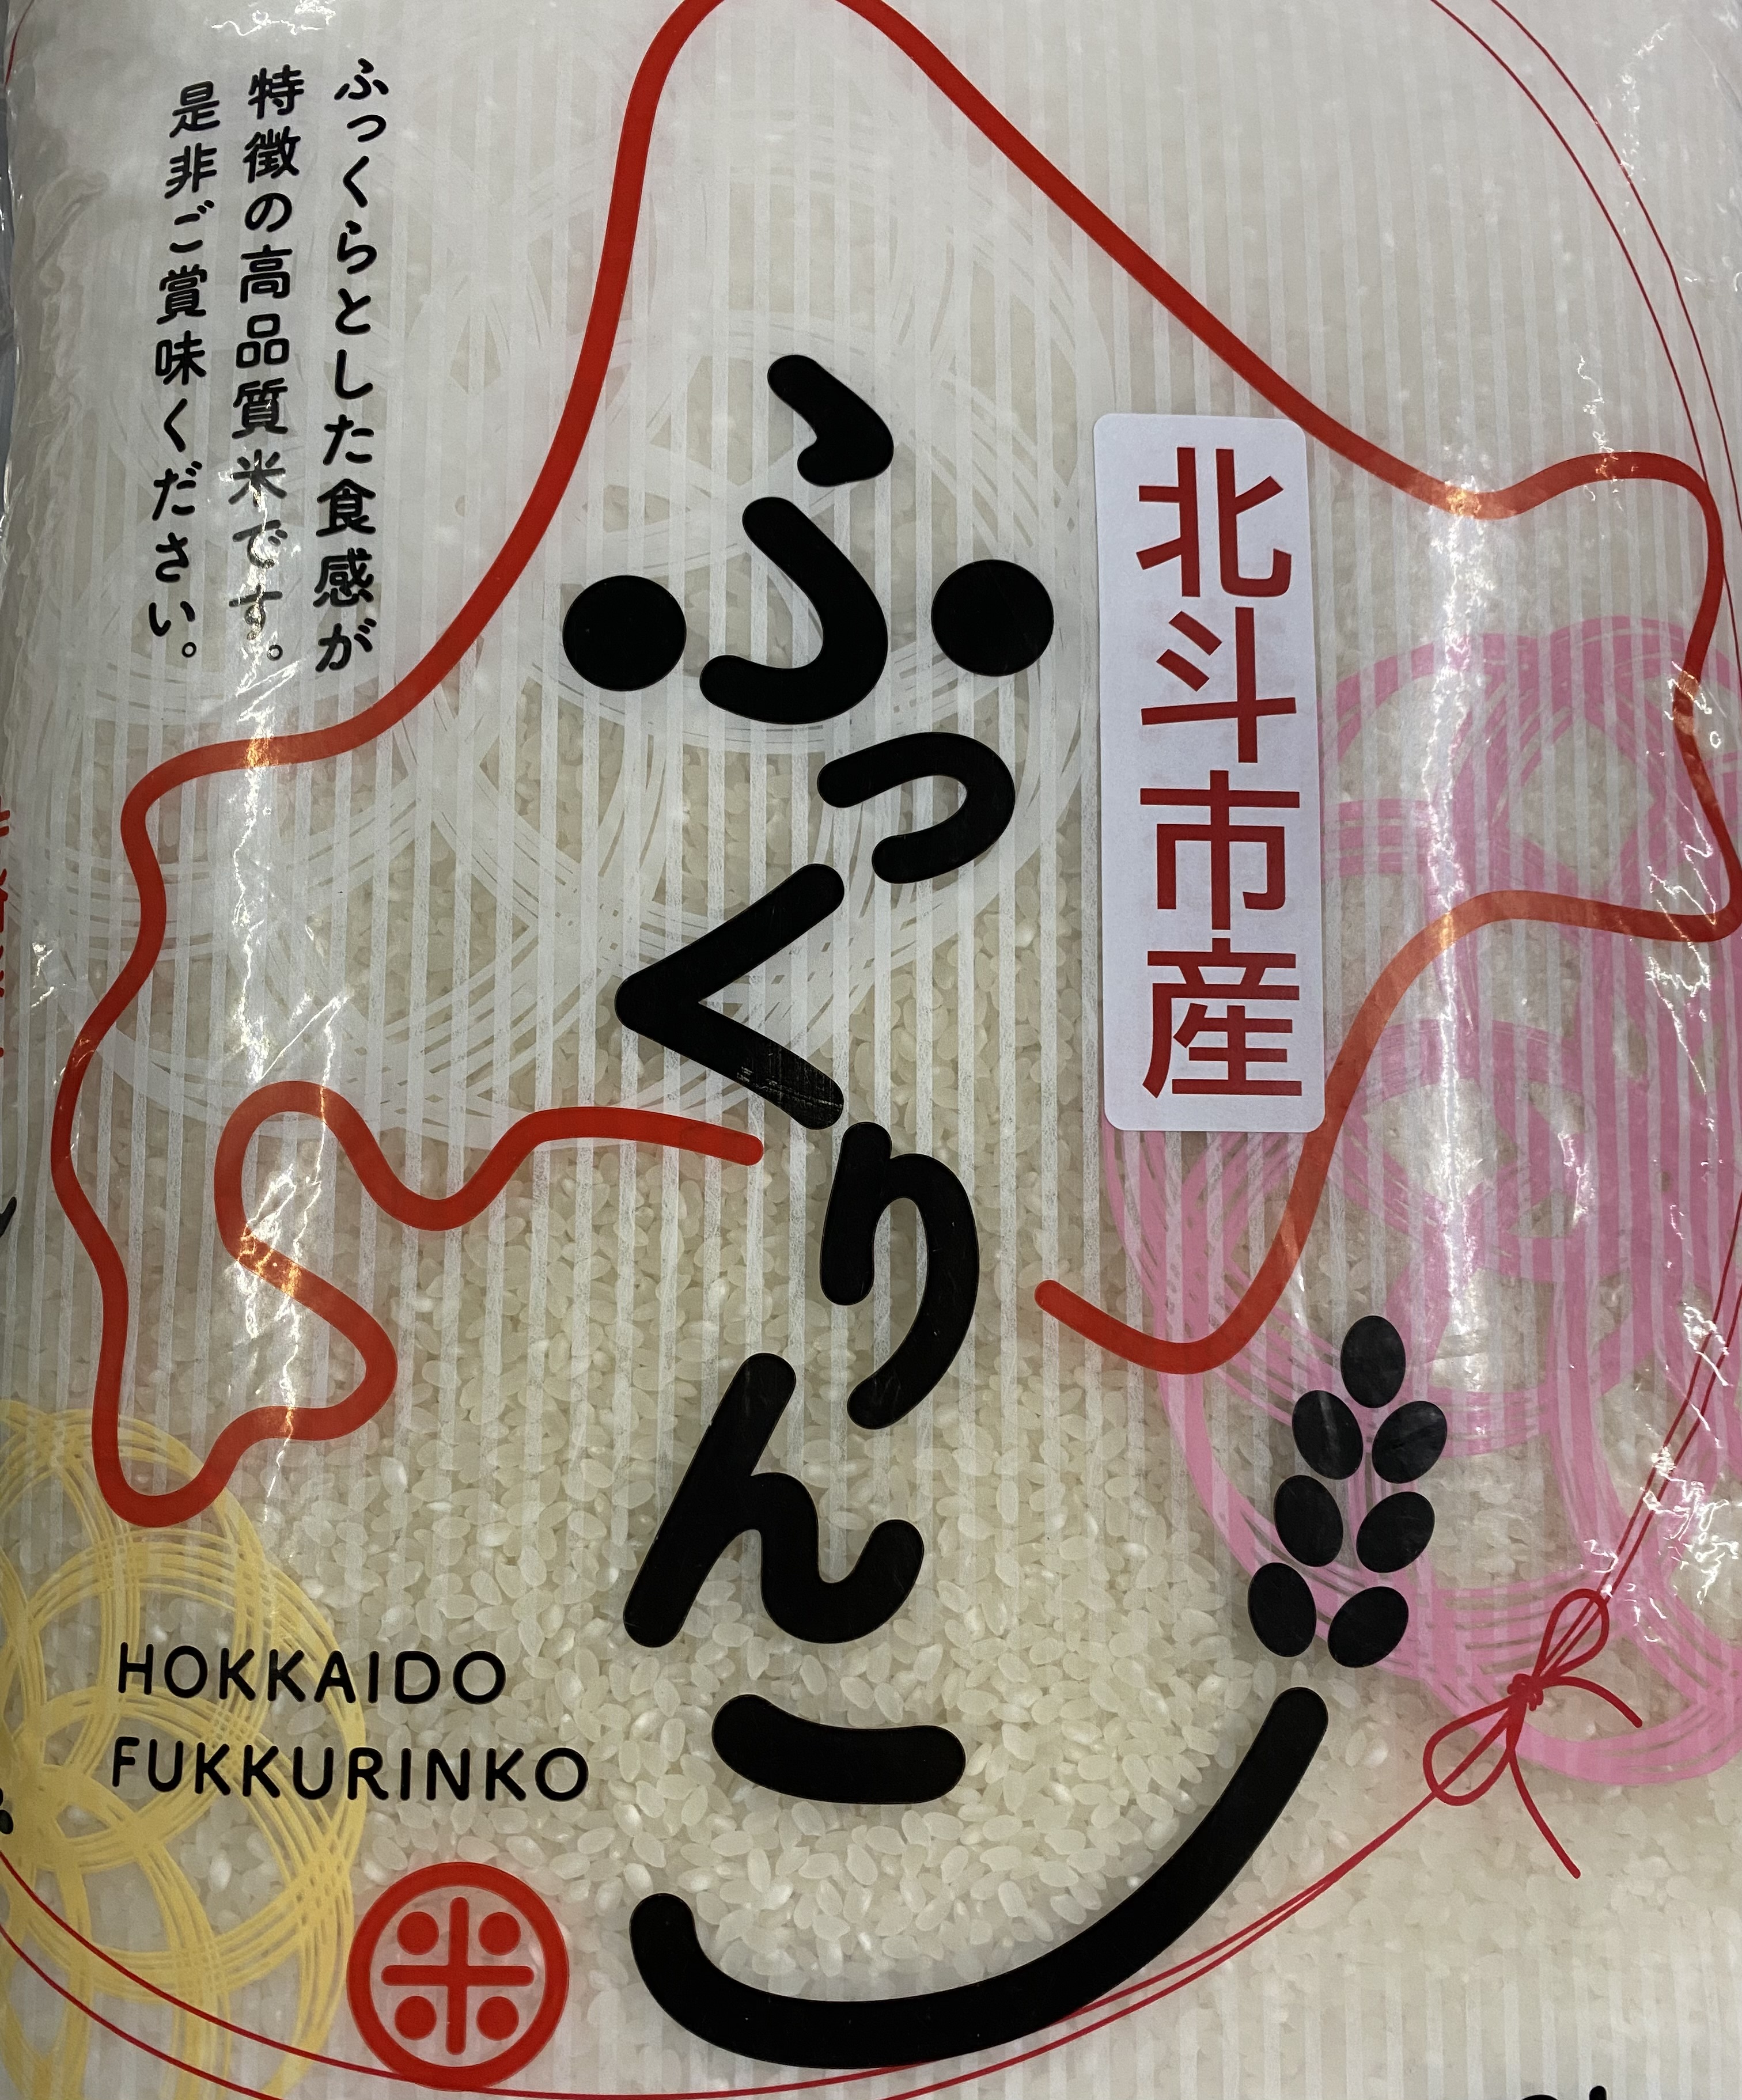 ふっくらとした食感が
特徴の高品質米です。
是非ご賞味ください。
北斗市産
ふっくりんこ
HOKKAIDO
FUKKURINKO
米